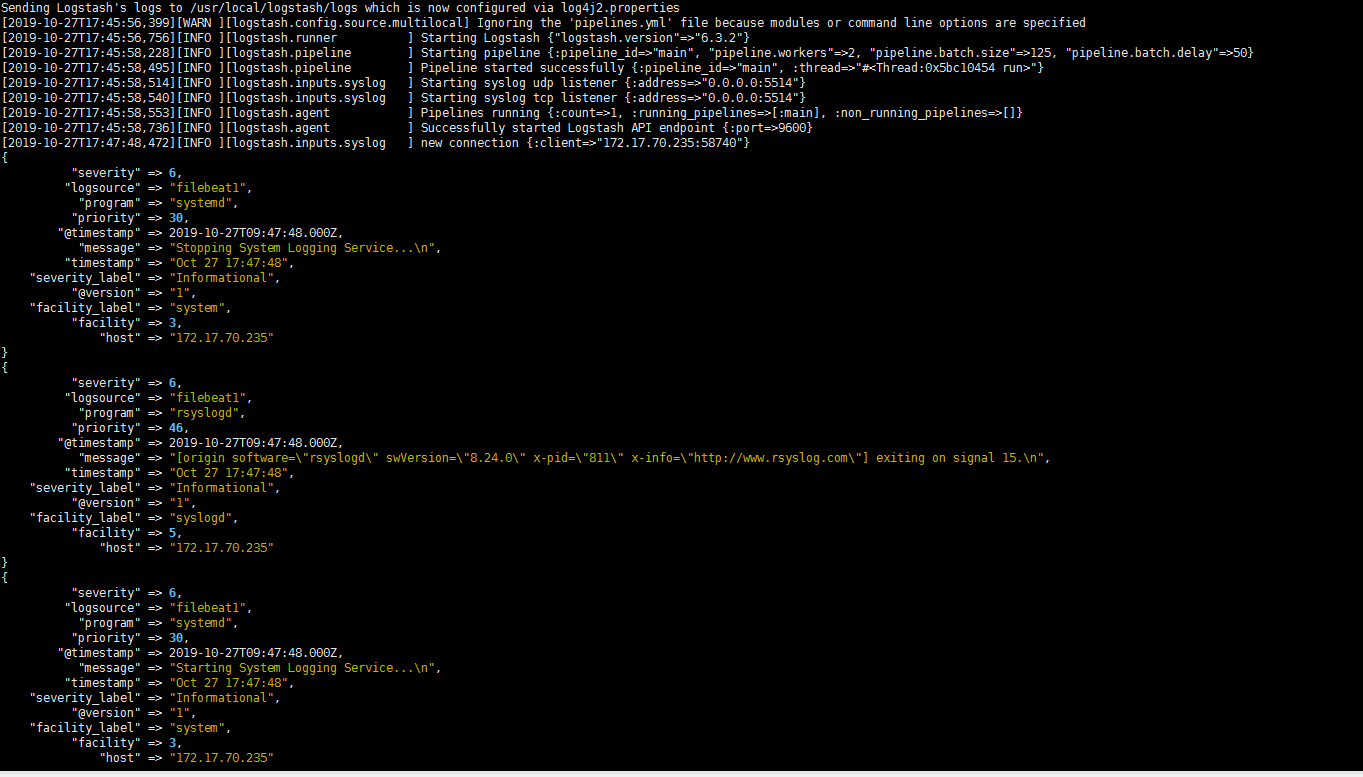 Sending Logstash's logs to /usr/local/logstash/logs which is now configured via log4j2.properties
[2019-10-27T17:45:56,399][WARN ][logstash.config.source.multilocal] Ignoring the 'pipelines.yml' file because modules or command line options are specified
[2019-10-27T17:45:56,756][INFO ][logstash.runner          ] Starting Logstash {"logstash.version"=>"6.3.2"}
[2019-10-27T17:45:58,228][INFO ][logstash.pipeline        ] Starting pipeline {:pipeline_id=>"main", "pipeline.workers"=>2, "pipeline.batch.size"=>125, "pipeline.batch.delay"=>50}
[2019-10-27T17:45:58,495][INFO ][logstash.pipeline        ] Pipeline started successfully {:pipeline_id=>"main", :thread=>"#<Thread:0x5bc10454 run>"}
[2019-10-27T17:45:58,514][INFO ][logstash.inputs.syslog   ] Starting syslog udp listener {:address=>"0.0.0.0:5514"}
[2019-10-27T17:45:58,540][INFO ][logstash.inputs.syslog   ] Starting syslog tcp listener {:address=>"0.0.0.0:5514"}
[2019-10-27T17:45:58,553][INFO ][logstash.agent           ] Pipelines running {:count=>1, :running_pipelines=>[:main], :non_running_pipelines=>[]}
[2019-10-27T17:45:58,736][INFO ][logstash.agent           ] Successfully started Logstash API endpoint {:port=>9600}
[2019-10-27T17:47:48,472][INFO ][logstash.inputs.syslog   ] new connection {:client=>"172.17.70.235:58740"}
{
          "severity" => 6,
         "logsource" => "filebeat1",
           "program" => "systemd",
          "priority" => 30,
        "@timestamp" => 2019-10-27T09:47:48.000Z,
           "message" => "Stopping System Logging Service...\n",
         "timestamp" => "Oct 27 17:47:48",
    "severity_label" => "Informational",
          "@version" => "1",
    "facility_label" => "system",
          "facility" => 3,
              "host" => "172.17.70.235"
}
{
          "severity" => 6,
         "logsource" => "filebeat1",
           "program" => "rsyslogd",
          "priority" => 46,
        "@timestamp" => 2019-10-27T09:47:48.000Z,
           "message" => "[origin software=\"rsyslogd\" swVersion=\"8.24.0\" x-pid=\"811\" x-info=\"http://www.rsyslog.com\"] exiting on signal 15.\n",
         "timestamp" => "Oct 27 17:47:48",
    "severity_label" => "Informational",
          "@version" => "1",
    "facility_label" => "syslogd",
          "facility" => 5,
              "host" => "172.17.70.235"
}
{
          "severity" => 6,
         "logsource" => "filebeat1",
           "program" => "systemd",
          "priority" => 30,
        "@timestamp" => 2019-10-27T09:47:48.000Z,
           "message" => "Starting System Logging Service...\n",
         "timestamp" => "Oct 27 17:47:48",
    "severity_label" => "Informational",
          "@version" => "1",
    "facility_label" => "system",
          "facility" => 3,
              "host" => "172.17.70.235"